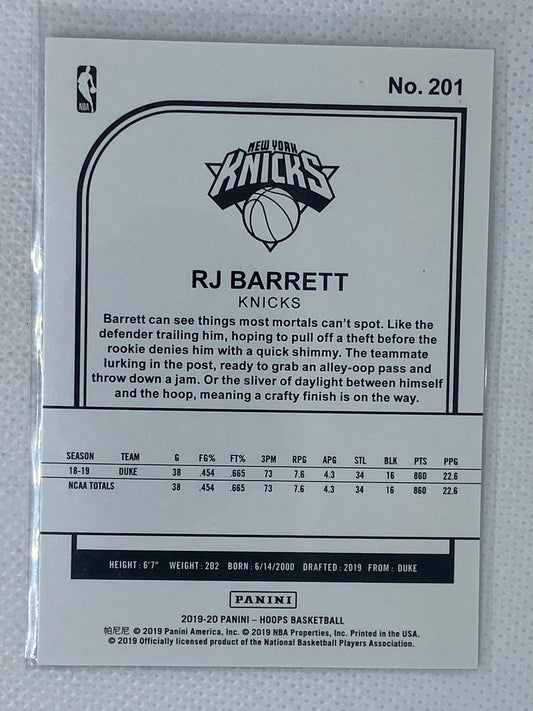 No. 201
NBA
NEW YORK
KNICKS
RJ BARRETT
KNICKS
Barrett can see things most mortals can't spot. Like the
defender trailing him, hoping to pull off a theft before the
rookie denies him with a quick shimmy. The teammate
lurking in the post, ready to grab an alley-oop pass and
throw down a jam. Or the sliver of daylight between himself
and the hoop, meaning a crafty finish is on the way.
SEASON TEAM G FG% FT% 3PM RPG APG STL BLK PTS PPG
18-19 DUKE 38 .454 .665 73 7.6 4.3 34 16 860 22.6
NCAA TOTALS 38 .454 .665 73 7.6 4.3 34 16 860 22.6
HEIGHT : 6'7" WEIGHT : 202 BORN : 6/14/2000 DRAFTED : 2019 FROM : DUKE
PANINI
2019-20 PANINI – HOOPS BASKETBALL
帕尼尼 © 2019 Panini America, Inc. © 2019 NBA Properties, Inc. Printed in the USA.
© 2019 Officially licensed product of the National Basketball Players Association.